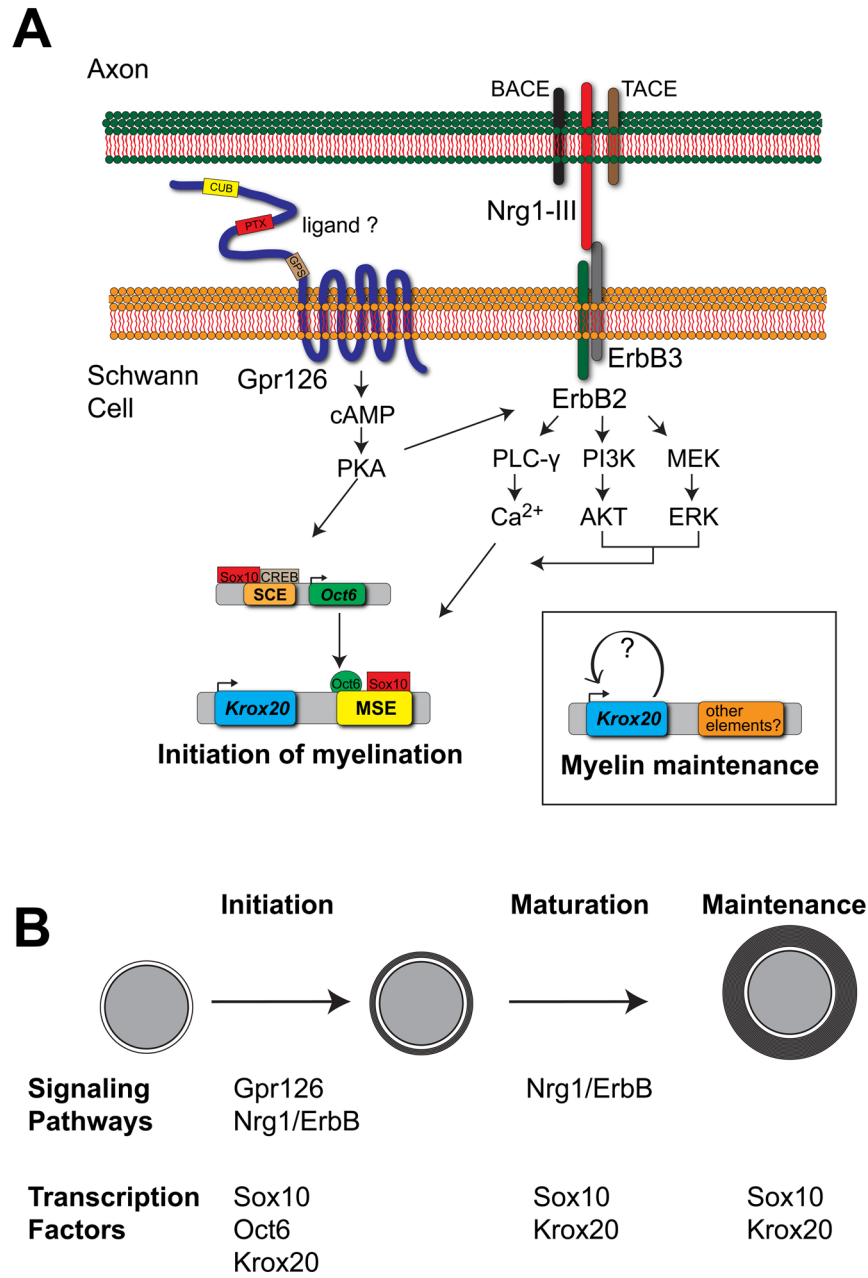 A
Axon
BACE
TACE
CUB
PTX
ligand ?
GPS
Nrg1-III
Schwann
Cell
Gpr126
ErbB3
ErbB2
cAMP
PKA
PLC-γ
PI3K
MEK
Ca2+
AKT
ERK
Sox10
CREB
SCE
Oct6
Oct6
Sox10
Krox20
MSE
Initiation of myelination
?
Krox20
other
elements?
Myelin maintenance
B
Initiation
Maturation
Maintenance
Signaling
Pathways
Gpr126
Nrg1/ErbB
Nrg1/ErbB
Transcription
Factors
Sox10
Oct6
Krox20
Sox10
Krox20
Sox10
Krox20